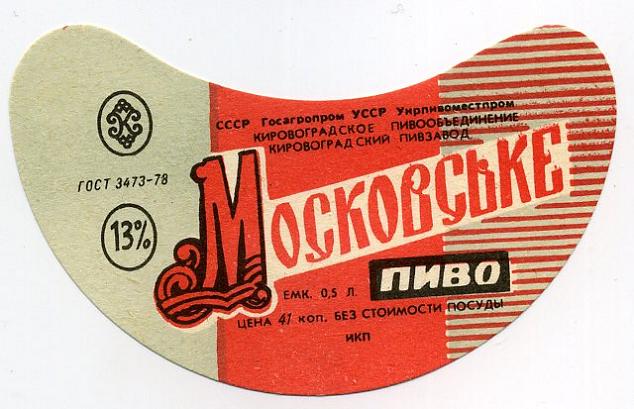 СССР Госагропром УССР Укрпивоместпром
КИРОВОГРАДСКОЕ ПИВООБЪЕДИНЕНИЕ
КИРОВОГРАДСКИЙ ПИВЗАВОД
ГОСТ 3473-78
13%
МОСКОВСЬКЕ
ПИВО
ЕМК. 0,5 Л.
ЦЕНА 41 КОП. БЕЗ СТОИМОСТИ ПОСУДЫ
ИКП